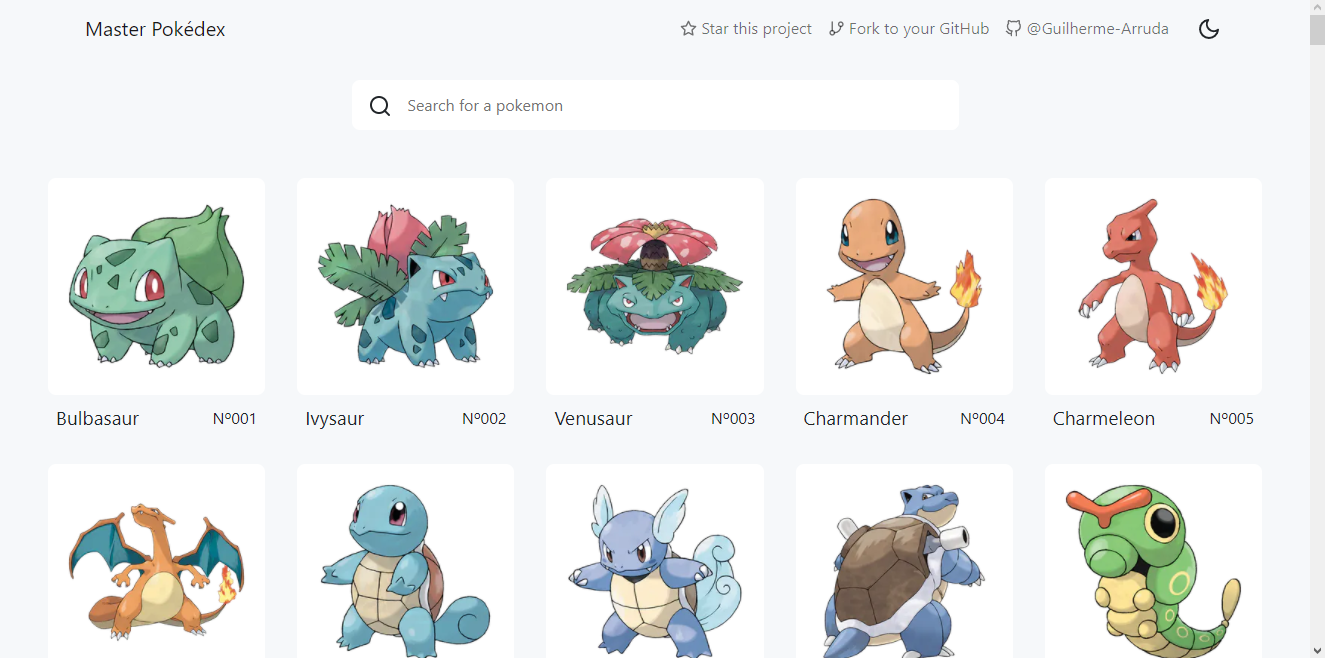 Master Pokédex
Star this project Fork to your GitHub @Guilherme-Arruda
Search for a pokemon
Bulbasaur Nº001
Ivysaur Nº002
Venusaur Nº003
Charmander Nº004
Charmeleon Nº005